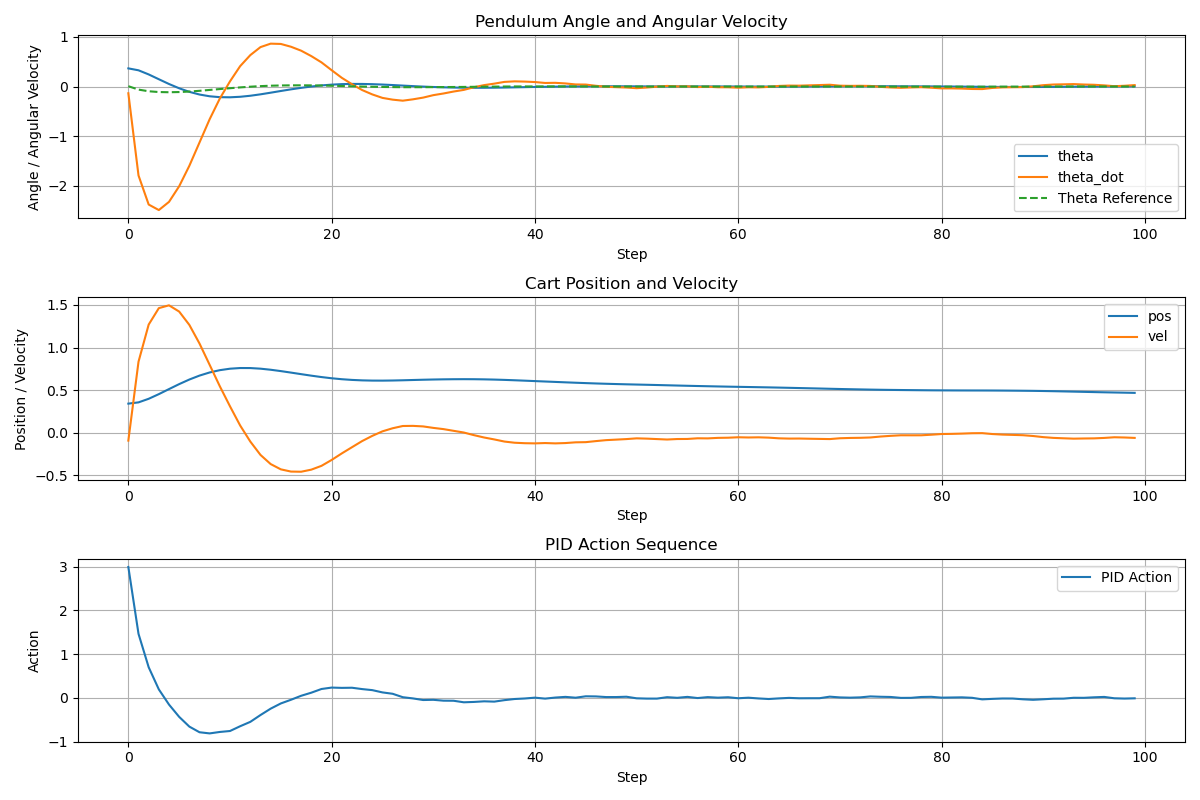 Pendulum Angle and Angular Velocity
Angle / Angular Velocity
1
0
−1
−2
theta
theta_dot
Theta Reference
0 20 40 60 80 100
Step
Cart Position and Velocity
Position / Velocity
1.5
1.0
0.5
0.0
−0.5
pos
vel
0 20 40 60 80 100
Step
PID Action Sequence
Action
3
2
1
0
−1
PID Action
0 20 40 60 80 100
Step